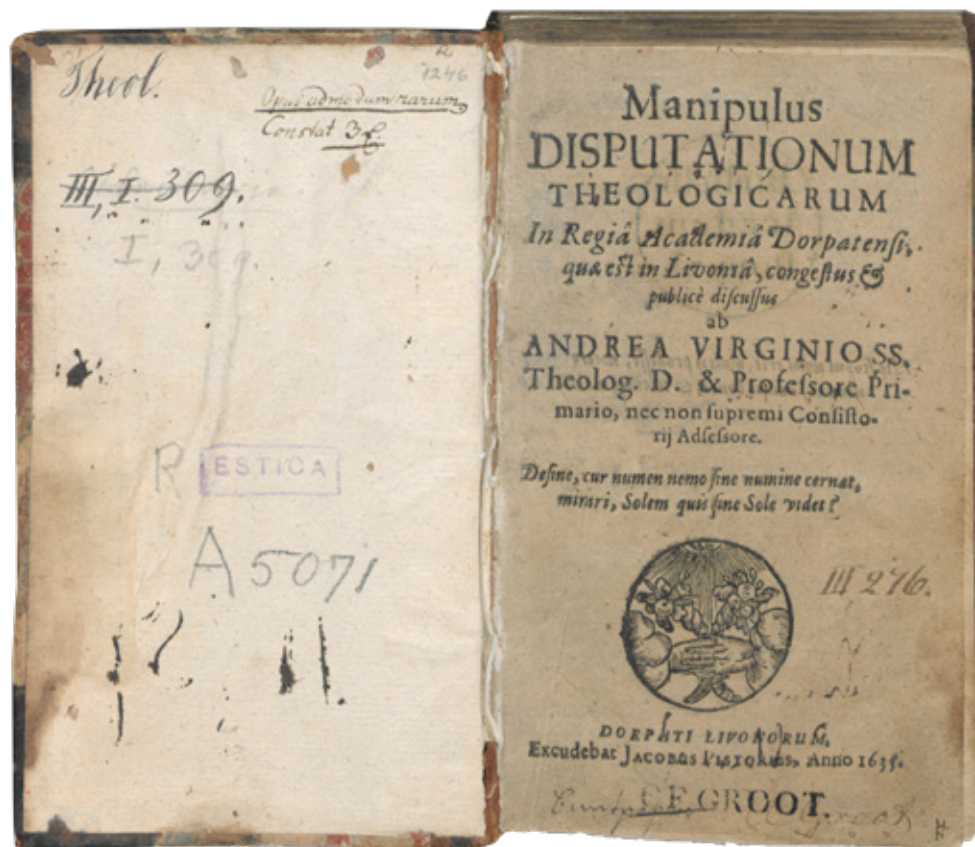 Theol.
1246
Opus admodum rarum
Constat 3 f.
III, I. 309.
I, 309.
R ESTICA
A 5071
Manipulus
DISPUTATIONUM
THEOLOGICARUM
In Regiâ Academiâ Dorpatensi,
quæ est in Livoniâ, congestus &
publicè discussus
ab
ANDREA VIRGINIO SS.
Theolog. D. & Professore Pri-
mario, nec non supremi Consisto-
rij Adsessore.
Desine, cur numen nemo sine numine cernat,
mirari, Solem quis sine Sole videt?
III 276.
DORPATI LIVONORUM,
Excudebat JACOBUS PISTORIUS, Anno 1635.
DE GROOT.
Groot